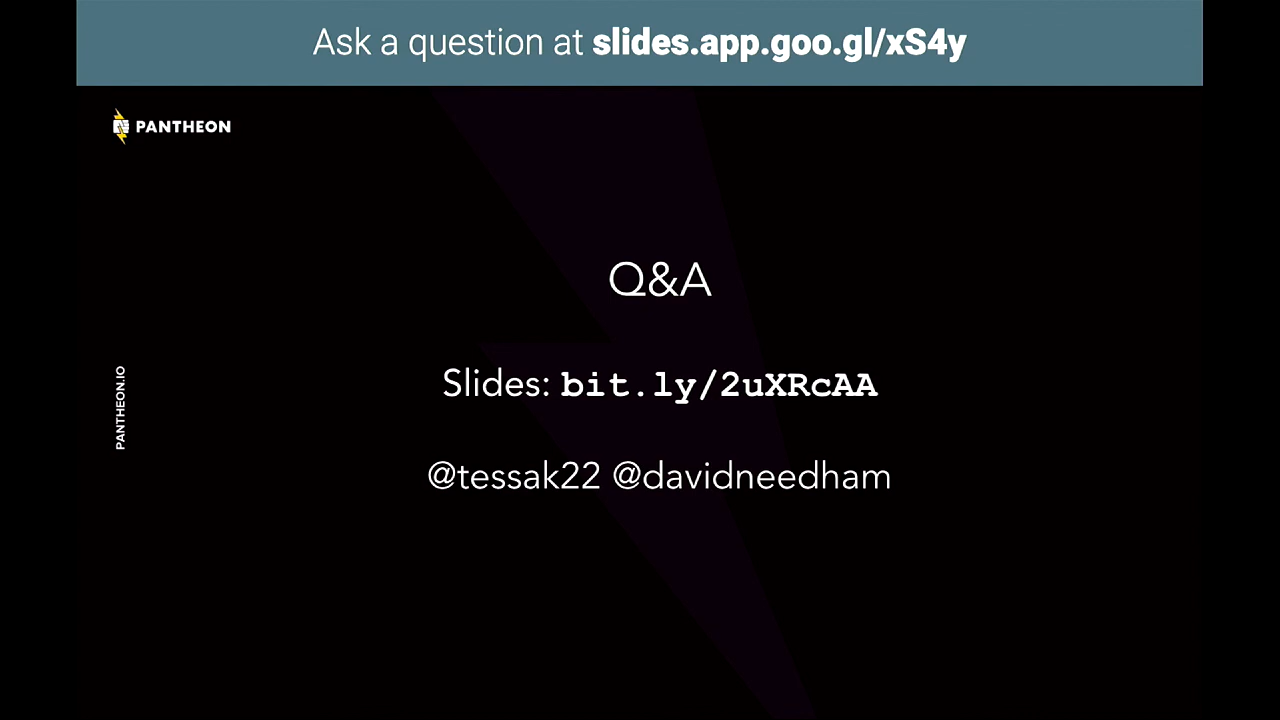 Ask a question at slides.app.goo.gl/xS4y
PANTHEON
Q&A
Slides: bit.ly/2uXRcAA
PANTHEON.IO
@tessak22 @davidneedham